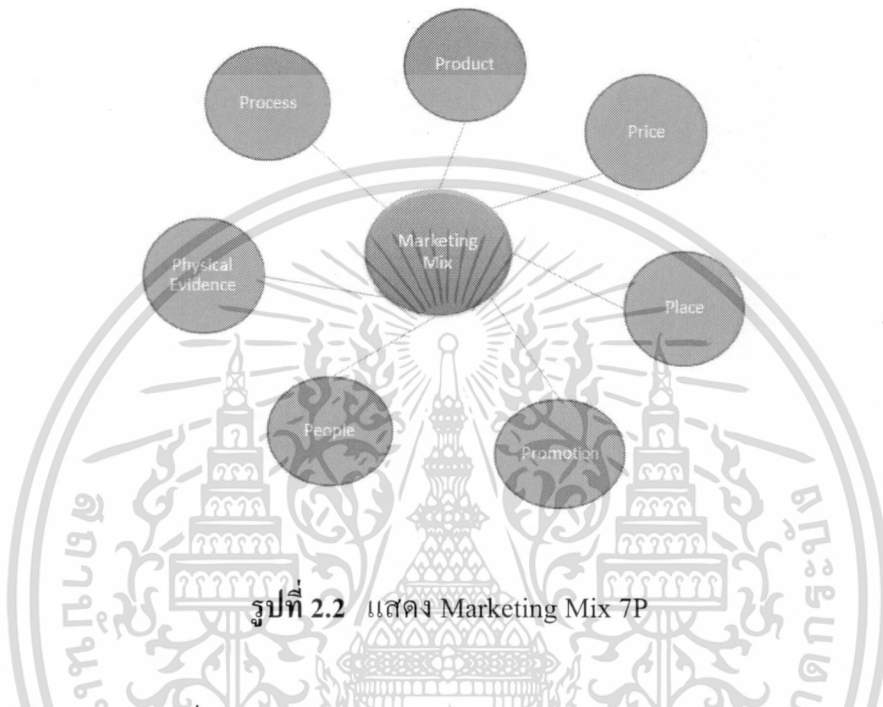 Product
Process
Price
Marketing
Mix
Physical
Evidence
Place
People
Promotion
รูปที่ 2.2 แสดง Marketing Mix 7P